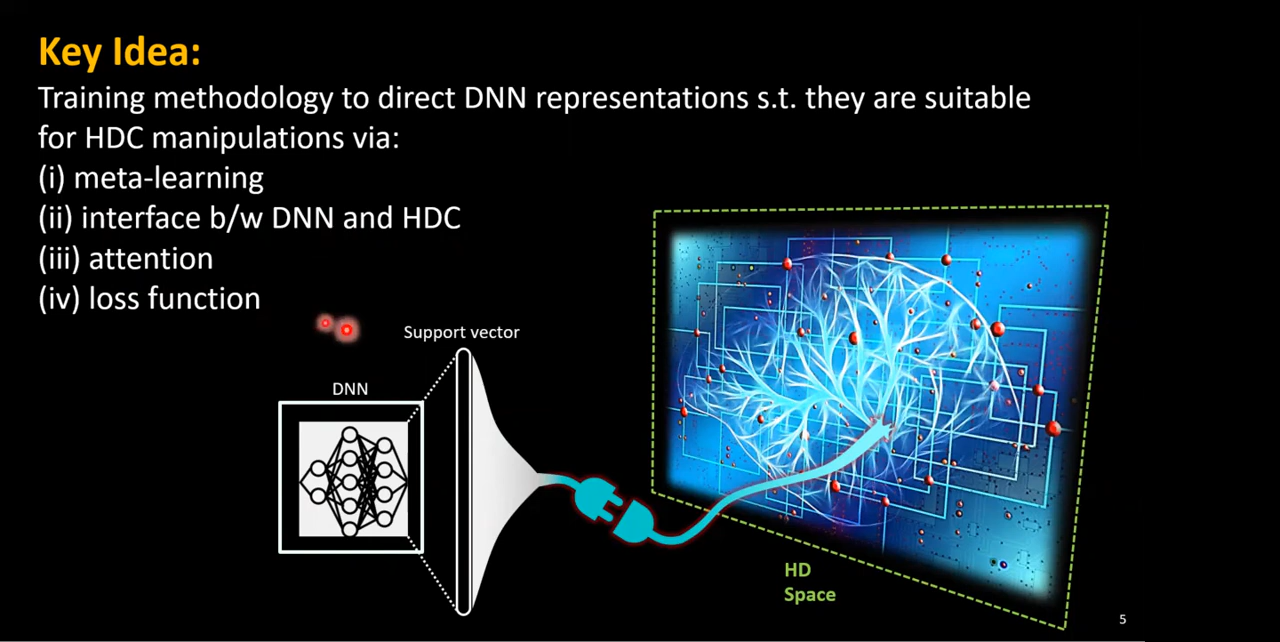 Key Idea:
Training methodology to direct DNN representations s.t. they are suitable
for HDC manipulations via:
(i) meta-learning
(ii) interface b/w DNN and HDC
(iii) attention
(iv) loss function
Support vector
DNN
HD
Space
5